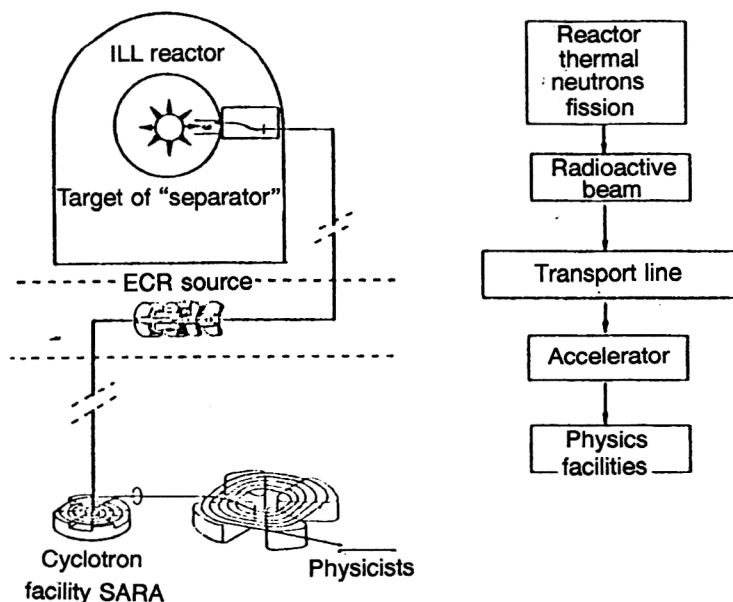 ILL reactor
Target of “separator”
ECR source
Cyclotron
facility SARA
Physicists
Reactor
thermal
neutrons
fission
Radioactive
beam
Transport line
Accelerator
Physics
facilities